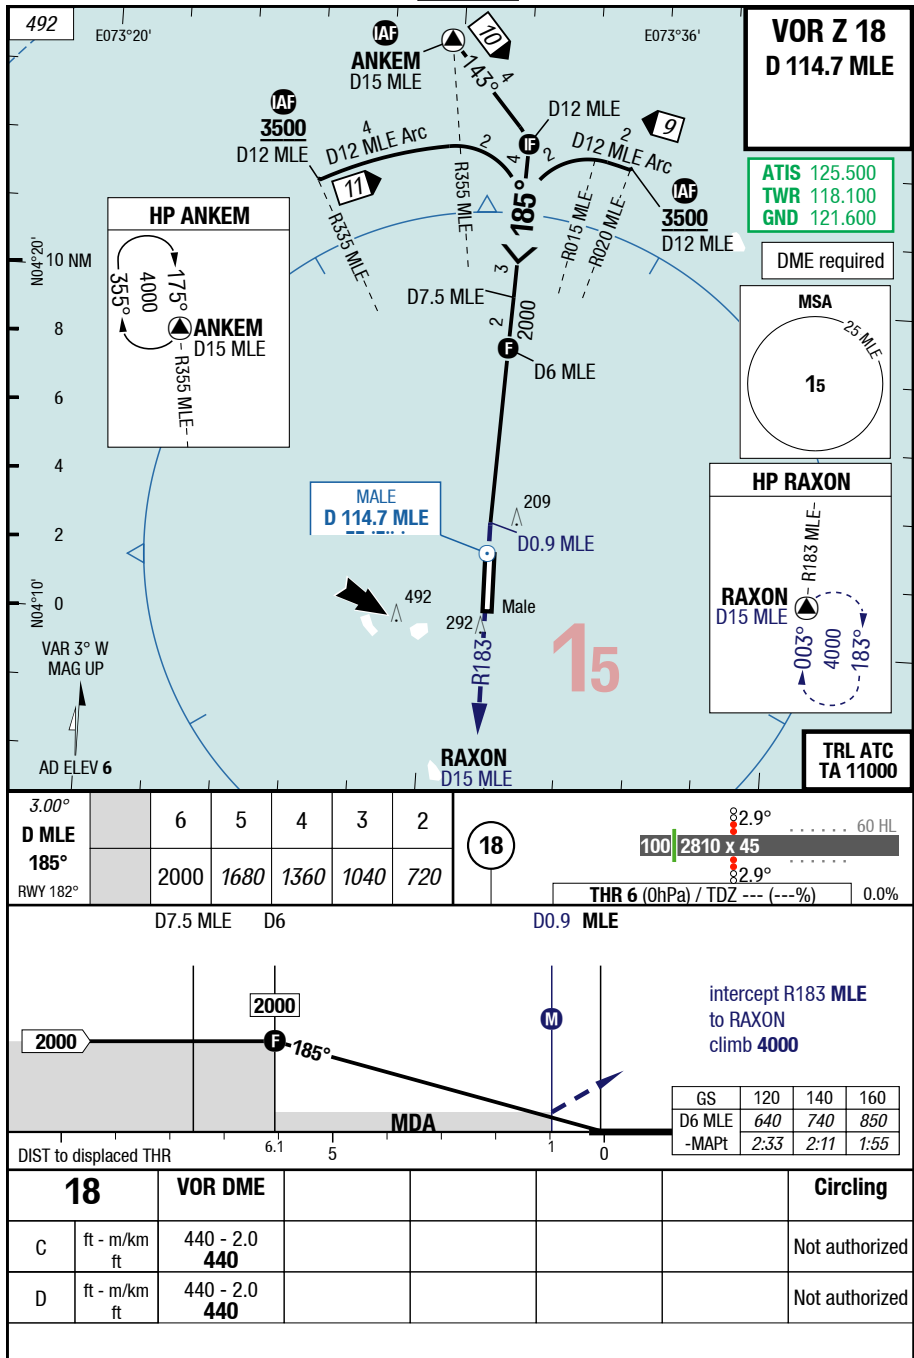 492
E073°20'
E073°36'
VOR Z 18
D 114.7 MLE
IAF
ANKEM
D15 MLE
10
143°
4
IAF
3500
D12 MLE
4
D12 MLE Arc
2
11
D12 MLE
IF
4
2
2
D12 MLE Arc
9
IAF
3500
D12 MLE
ATIS 125.500
TWR 118.100
GND 121.600
DME required
R335 MLE
R355 MLE
185°
R015 MLE
R020 MLE
HP ANKEM
175°
4000
355°
ANKEM
D15 MLE
R355 MLE
N04°20'
10 NM
8
6
4
2
0
N04°10'
3
D7.5 MLE
2
2000
F
D6 MLE
MSA
25 MLE
15
HP RAXON
R183 MLE
RAXON
D15 MLE
003°
4000
183°
MALE
D 114.7 MLE
209
D0.9 MLE
492
292
Male
R183
15
VAR 3° W
MAG UP
AD ELEV 6
RAXON
D15 MLE
TRL ATC
TA 11000
3.00°
D MLE
185°
RWY 182°
6 5 4 3 2
2000 1680 1360 1040 720
18
2.9°
60 HL
100 2810 x 45
2.9°
THR 6 (0hPa) / TDZ --- (---%) 0.0%
D7.5 MLE D6 D0.9 MLE
2000
2000
F
185°
M
MDA
intercept R183 MLE
to RAXON
climb 4000
GS 120 140 160
D6 MLE 640 740 850
-MAPt 2:33 2:11 1:55
DIST to displaced THR 6.1 5 1 0
18 VOR DME Circling
C ft - m/km 440 - 2.0 Not authorized
ft 440
D ft - m/km 440 - 2.0 Not authorized
ft 440